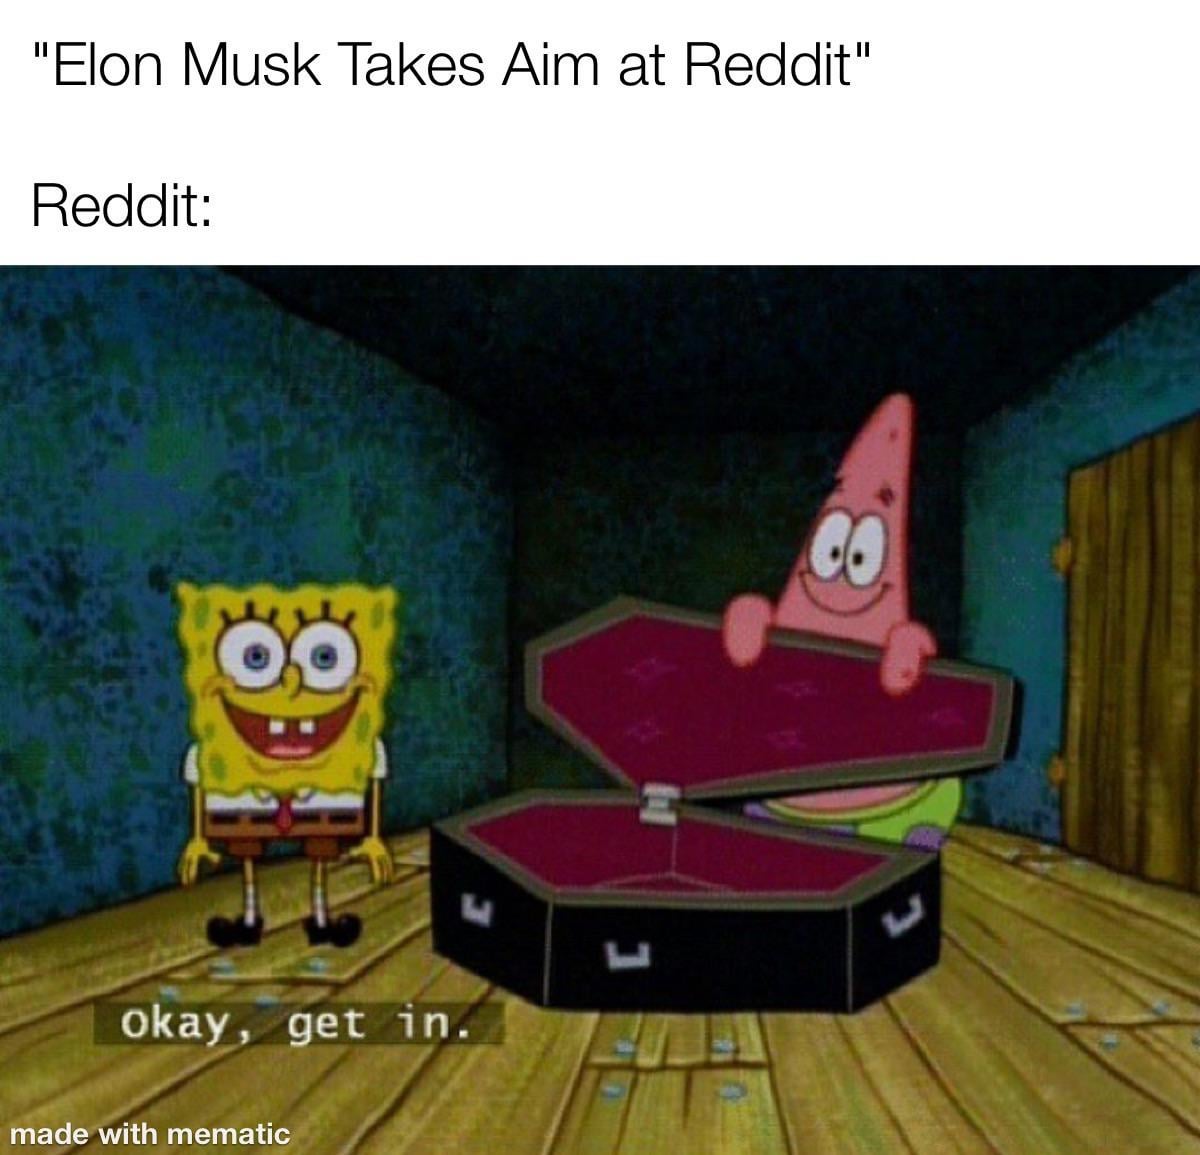 "Elon Musk Takes Aim at Reddit"
Reddit:
okay, get in.
made with mematic